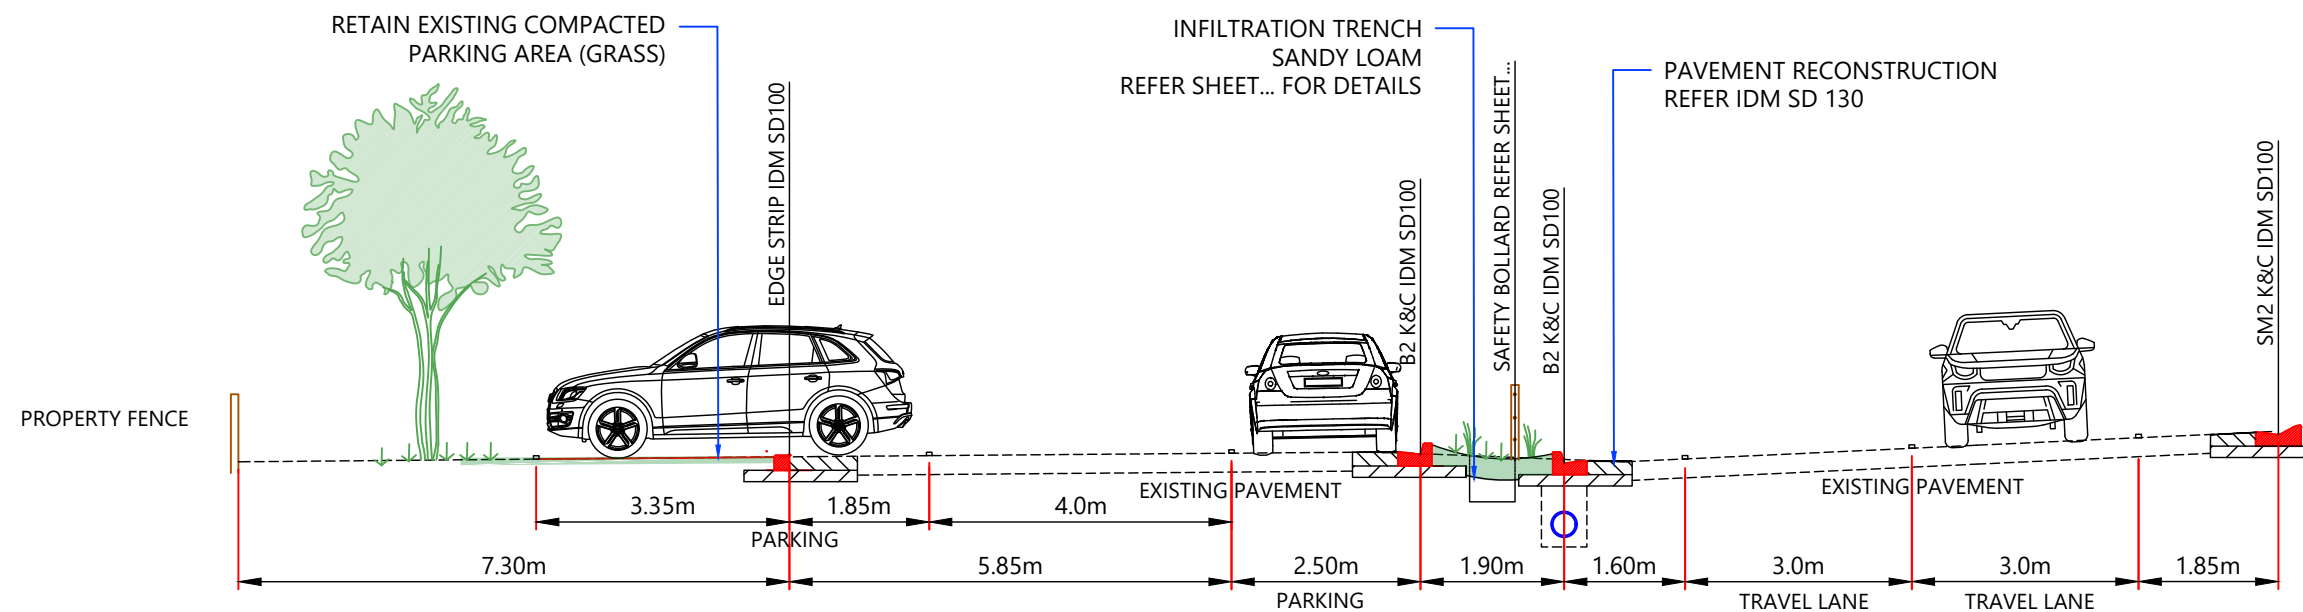 RETAIN EXISTING COMPACTED
PARKING AREA (GRASS)
INFILTRATION TRENCH
SANDY LOAM
REFER SHEET... FOR DETAILS
PAVEMENT RECONSTRUCTION
REFER IDM SD 130
EDGE STRIP IDM SD100
B2 K&C IDM SD100
SAFETY BOLLARD REFER SHEET...
B2 K&C IDM SD100
SM2 K&C IDM SD100
PROPERTY FENCE
EXISTING PAVEMENT
EXISTING PAVEMENT
3.35m
1.85m
4.0m
PARKING
7.30m
5.85m
2.50m
1.90m
1.60m
3.0m
3.0m
1.85m
PARKING
TRAVEL LANE
TRAVEL LANE